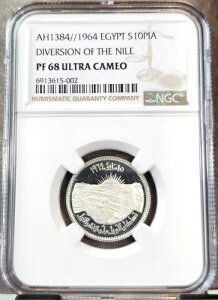 AH1384//1964 EGYPT S10PIA
DIVERSION OF THE NILE
PF 68 ULTRA CAMEO
6913615-002
NUMISMATIC GUARANTY COMPANY
NGC